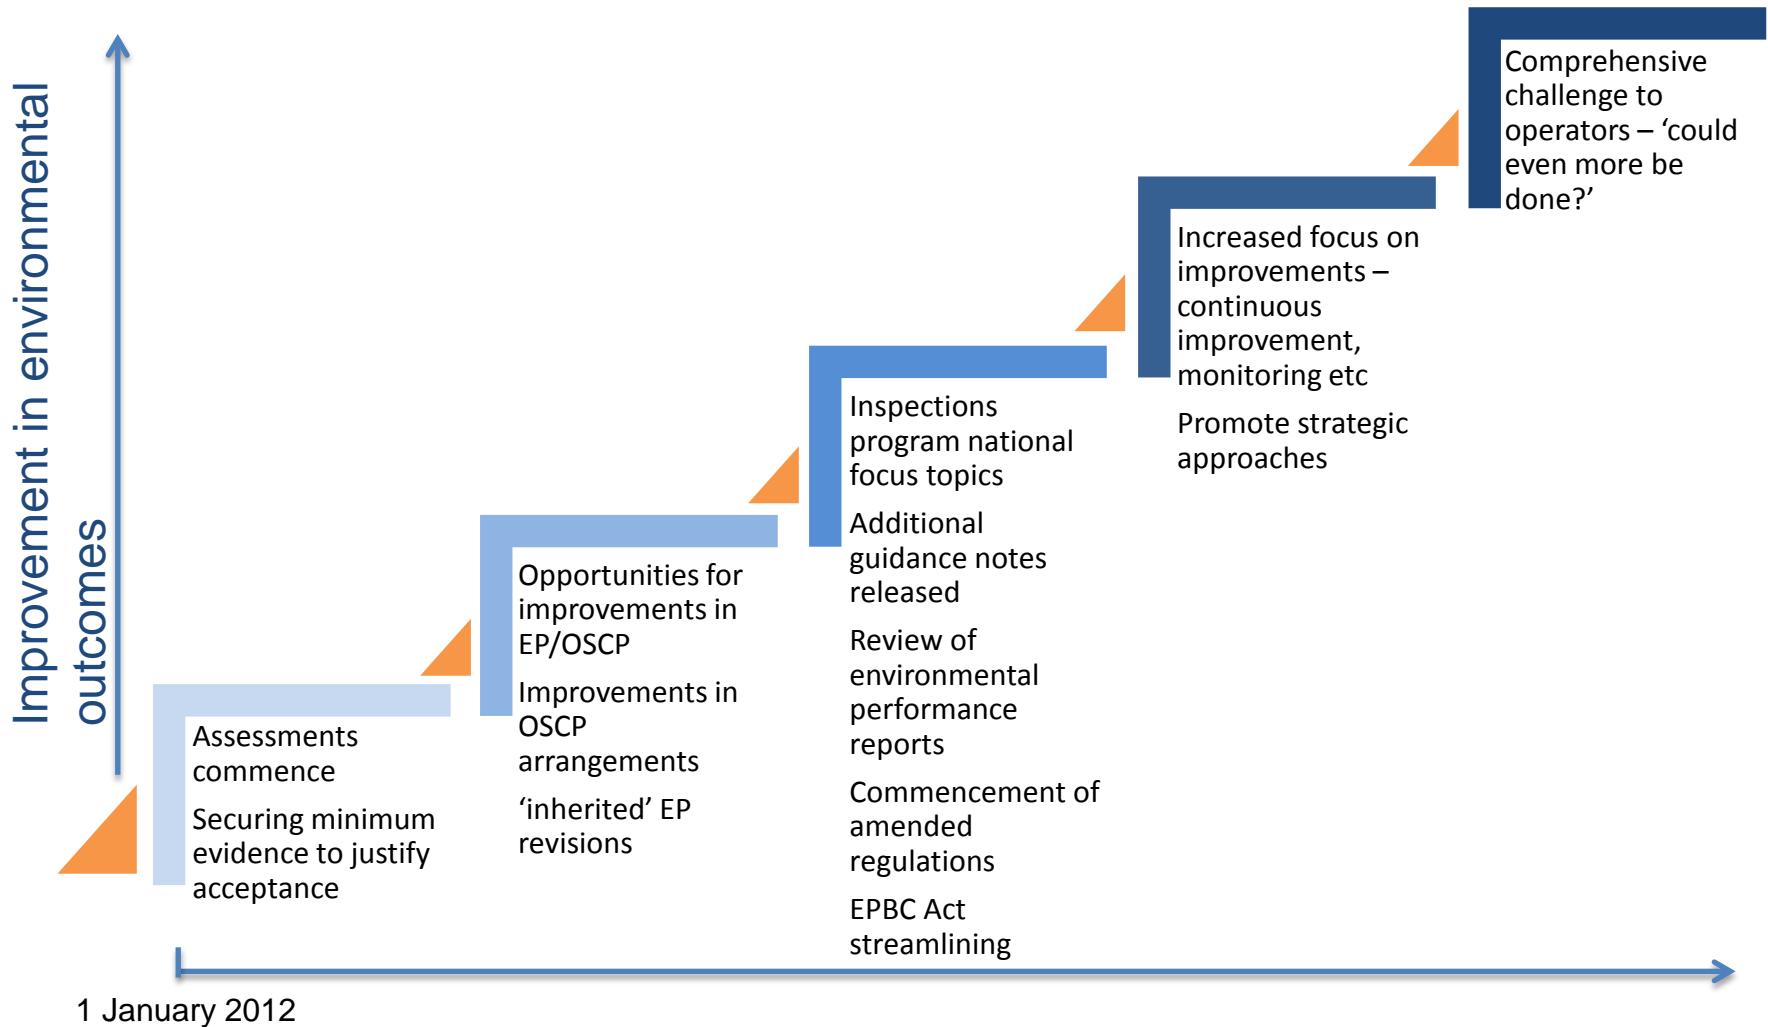 Improvement in environmental
outcomes
Assessments
commence
Securing minimum
evidence to justify
acceptance
Opportunities for
improvements in
EP/OSCP
Improvements in
OSCP
arrangements
‘inherited’ EP
revisions
Inspections
program national
focus topics
Additional
guidance notes
released
Review of
environmental
performance
reports
Commencement of
amended
regulations
EPBC Act
streamlining
Increased focus on
improvements –
continuous
improvement,
monitoring etc
Promote strategic
approaches
Comprehensive
challenge to
operators – ‘could
even more be
done?’
1 January 2012